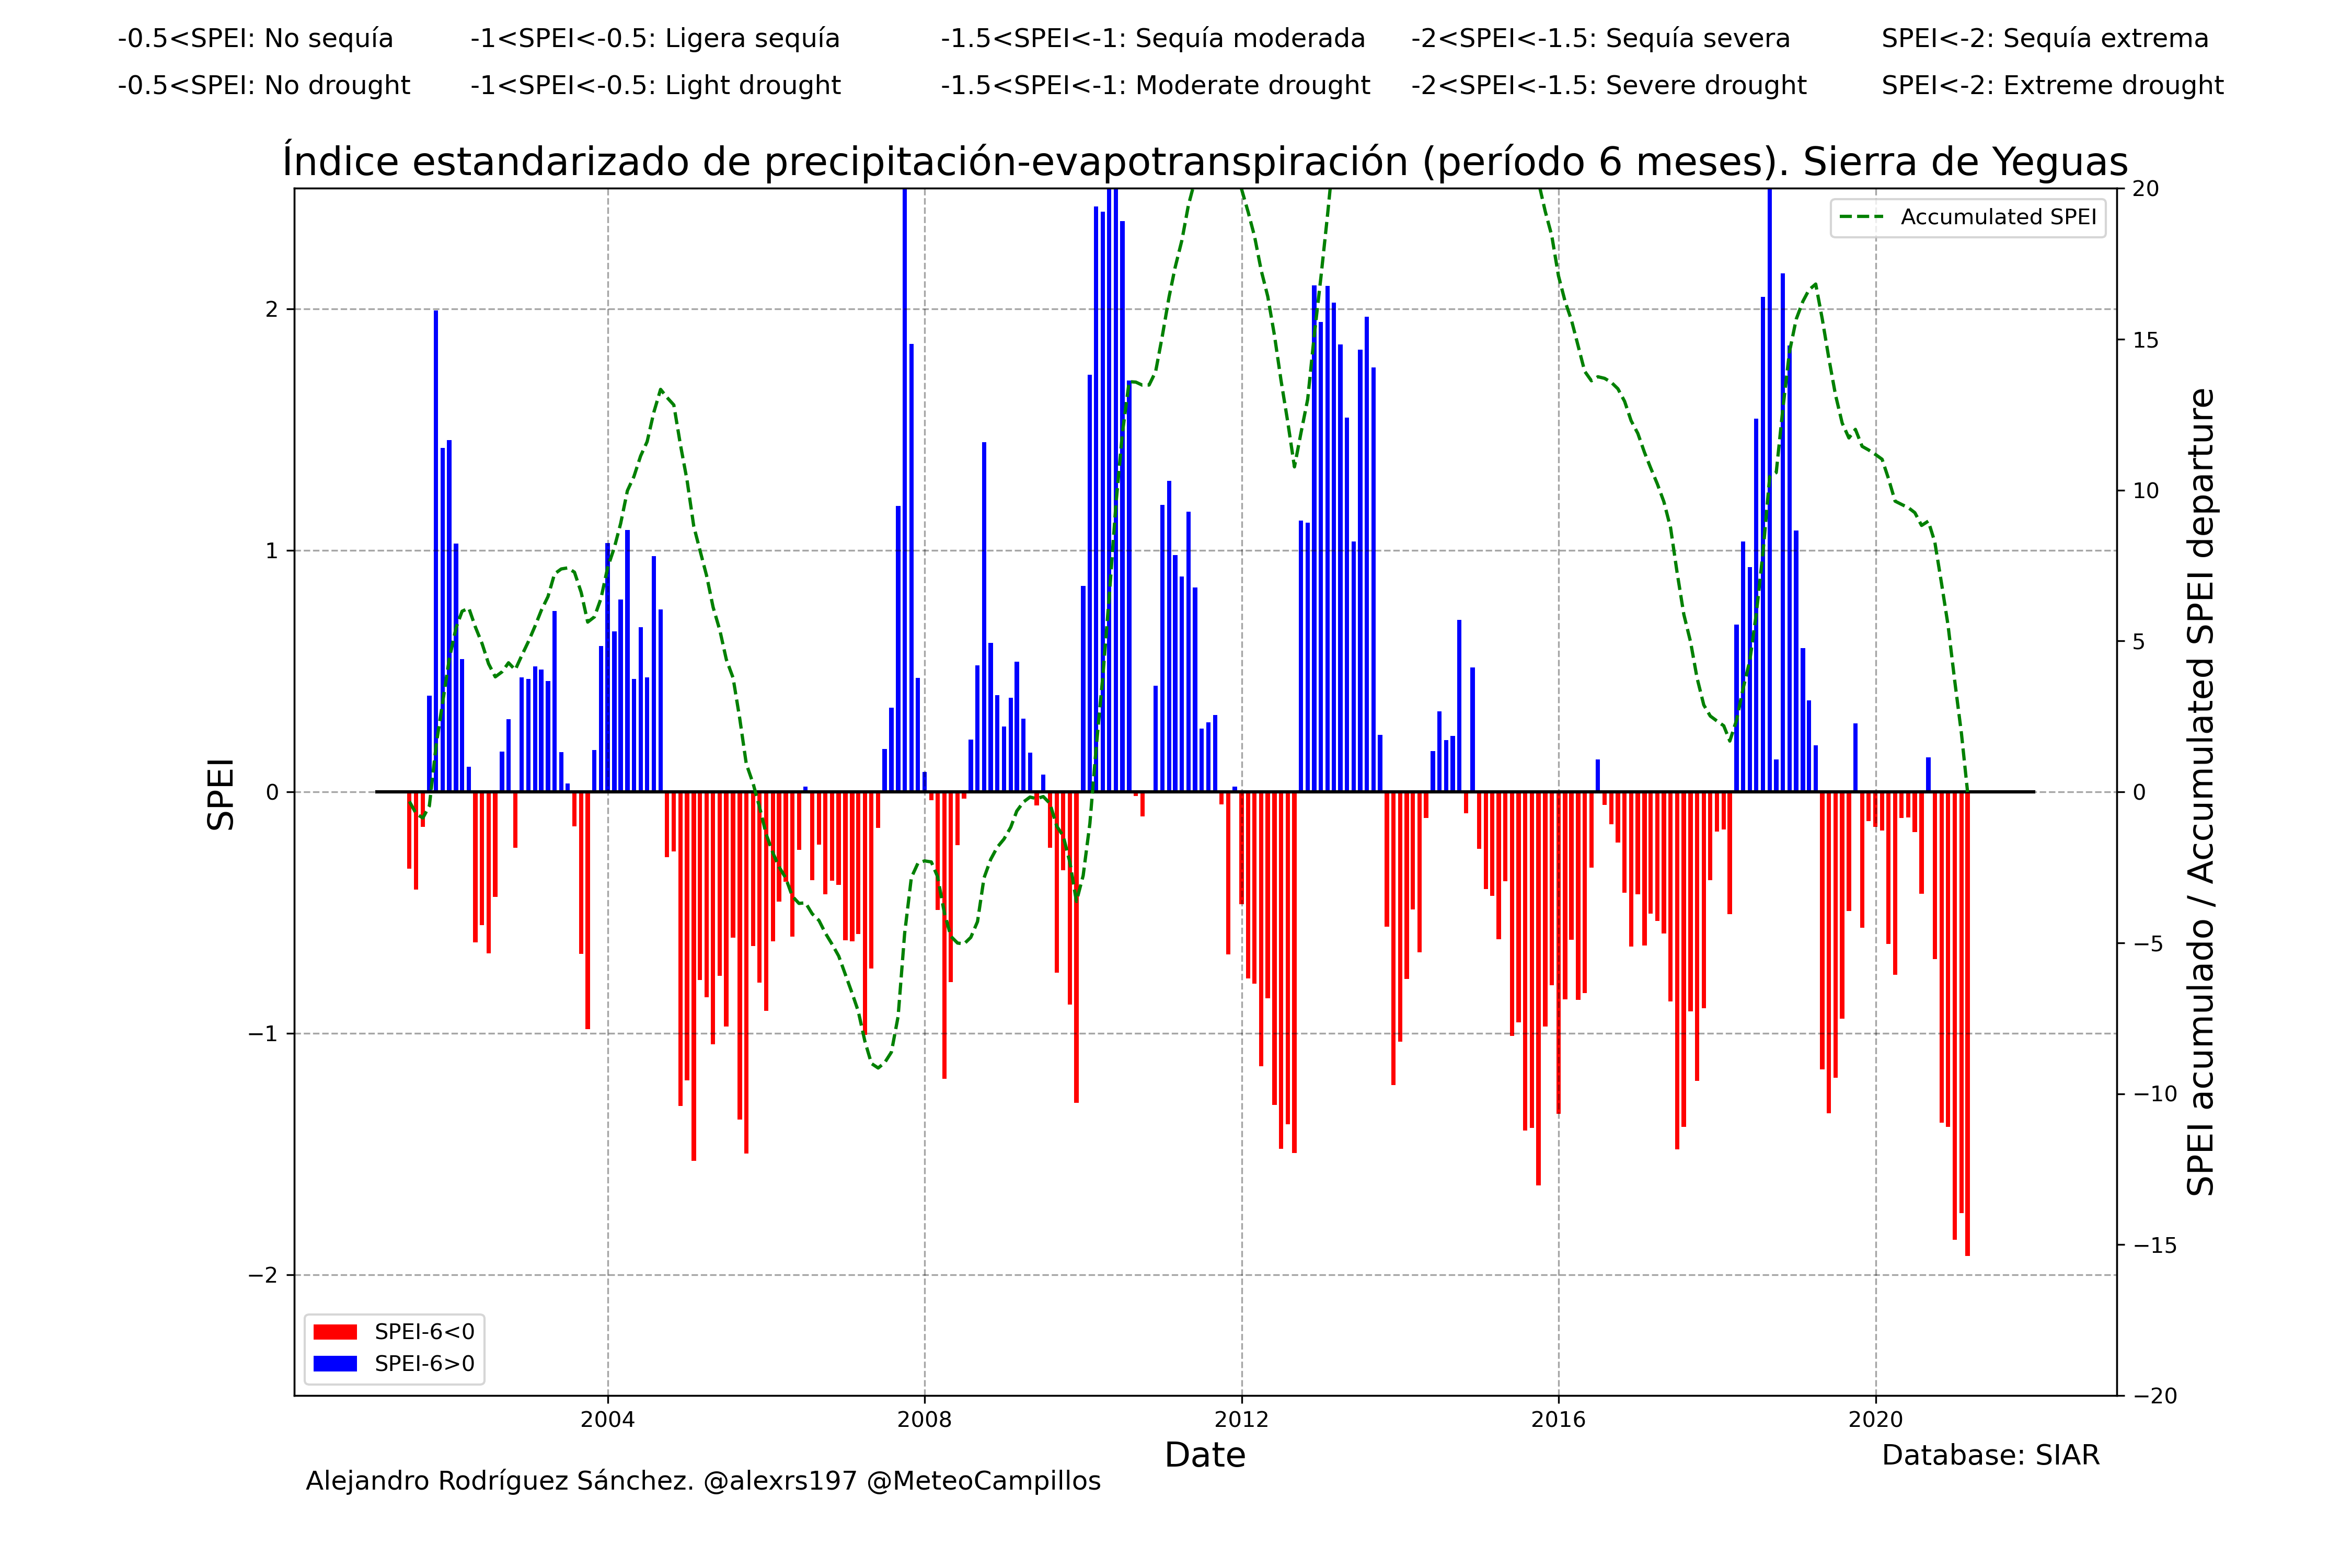 -0.5<SPEI: No sequía -1<SPEI<-0.5: Ligera sequía -1.5<SPEI<-1: Sequía moderada -2<SPEI<-1.5: Sequía severa SPEI<-2: Sequía extrema
-0.5<SPEI: No drought -1<SPEI<-0.5: Light drought -1.5<SPEI<-1: Moderate drought -2<SPEI<-1.5: Severe drought SPEI<-2: Extreme drought
Índice estandarizado de precipitación-evapotranspiración (período 6 meses). Sierra de Yeguas
Accumulated SPEI
SPEI
2
1
0
−1
−2
20
15
10
5
0
−5
−10
−15
−20
SPEI acumulado / Accumulated SPEI departure
SPEI-6<0
SPEI-6>0
2004 2008 2012 2016 2020
Date
Database: SIAR
Alejandro Rodríguez Sánchez. @alexrs197 @MeteoCampillos